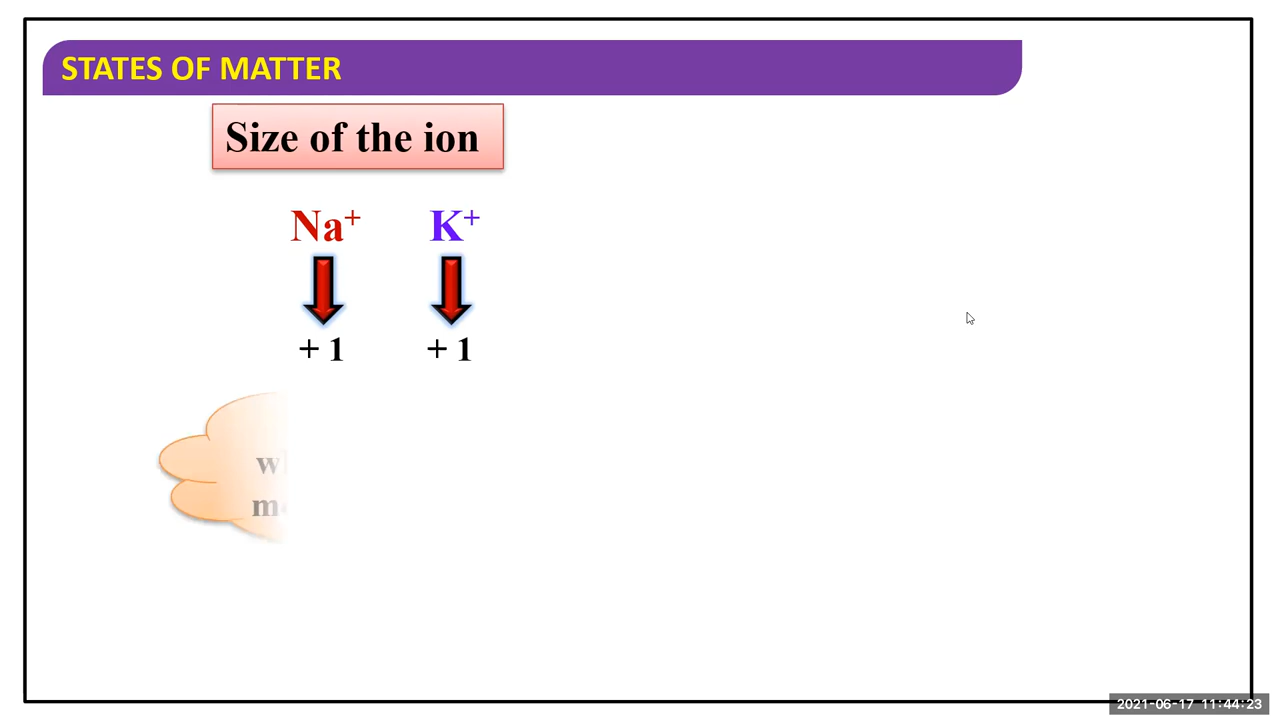 STATES OF MATTER
Size of the ion
Na⁺ K⁺
+ 1 + 1
2021-06-17 11:44:23